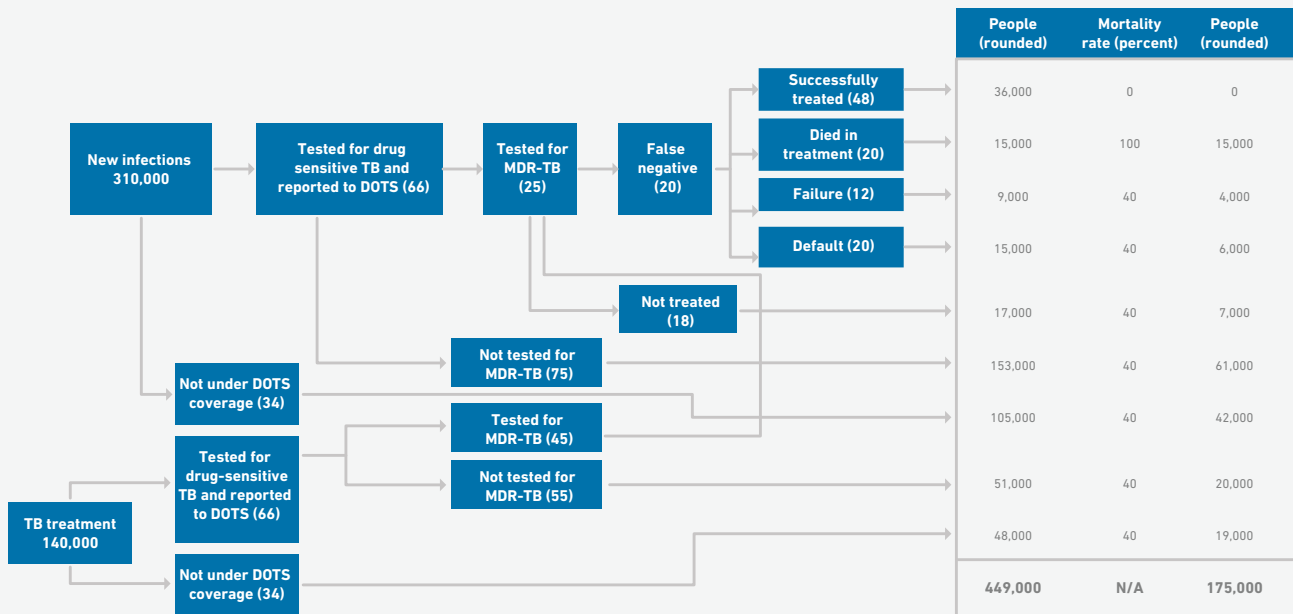 People
(rounded)
Mortality
rate (percent)
People
(rounded)
Successfully
treated (48)
36,000
0
0
New infections
310,000
Tested for drug
sensitive TB and
reported to DOTS (66)
Tested for
MDR-TB
(25)
False
negative
(20)
Died in
treatment (20)
15,000
100
15,000
Failure (12)
9,000
40
4,000
Default (20)
15,000
40
6,000
Not treated
(18)
17,000
40
7,000
Not tested for
MDR-TB (75)
153,000
40
61,000
Not under DOTS
coverage (34)
105,000
40
42,000
Tested for
drug-sensitive
TB and reported
to DOTS (66)
Tested for
MDR-TB (45)
Not tested for
MDR-TB (55)
51,000
40
20,000
TB treatment
140,000
48,000
40
19,000
Not under DOTS
coverage (34)
449,000
N/A
175,000